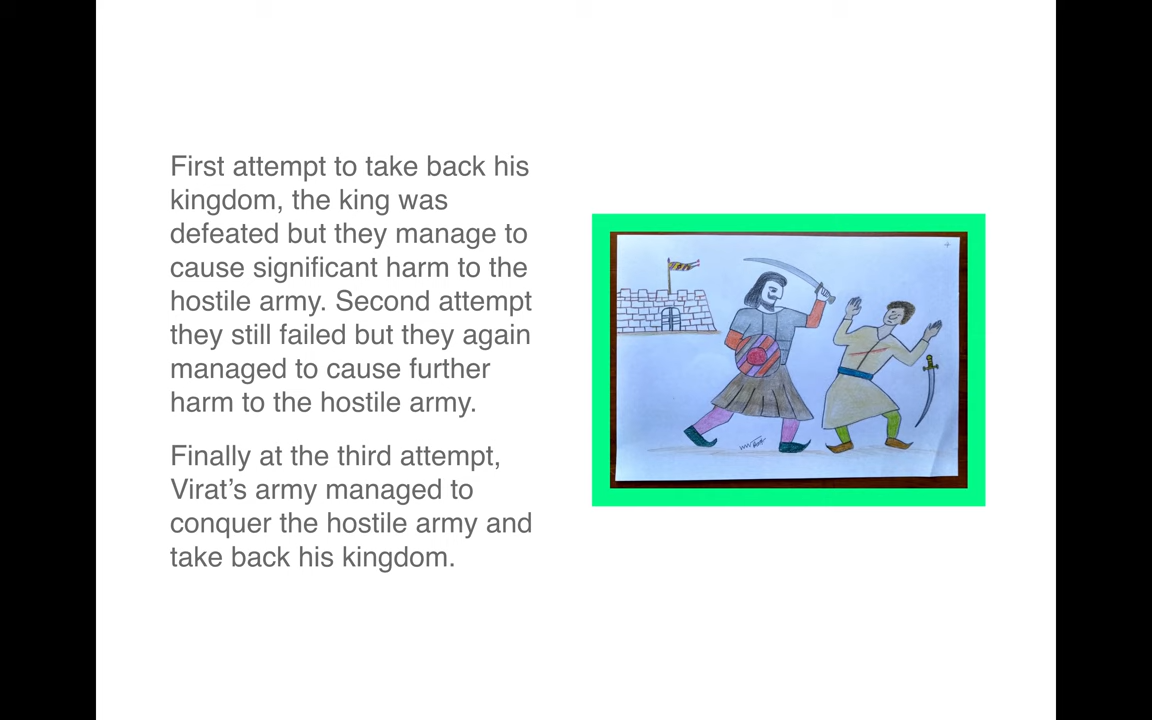 First attempt to take back his
kingdom, the king was
defeated but they manage to
cause significant harm to the
hostile army. Second attempt
they still failed but they again
managed to cause further
harm to the hostile army.
Finally at the third attempt,
Virat’s army managed to
conquer the hostile army and
take back his kingdom.